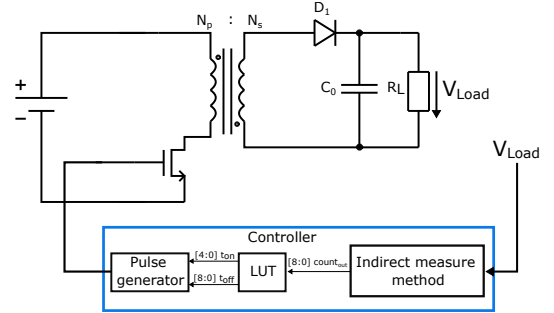 Np : Ns
D1
+
−
C0
RL
VLoad
VLoad
Controller
Pulse generator
[4:0] ton
[8:0] toff
LUT
[8:0] countout
Indirect measure method